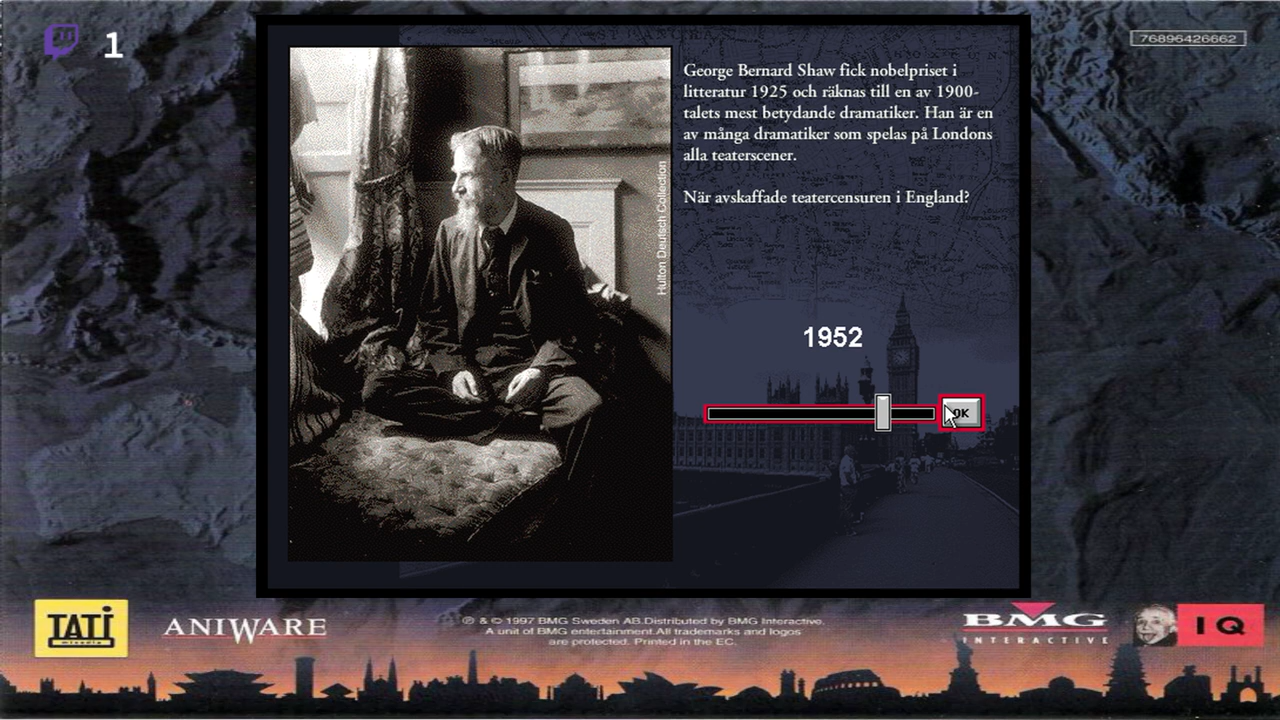 1
76896426662
George Bernard Shaw fick nobelpriset i
litteratur 1925 och räknas till en av 1900-
talets mest betydande dramatiker. Han är en
av många dramatiker som spelas på Londons
alla teaterscener.
När avskaffade teatercensuren i England?
Hulton Deutsch Collection
1952
OK
TATI
mixedia
ANIWARE
℗ & © 1997 BMG Sweden AB.Distributed by BMG Interactive.
A unit of BMG entertainment.All trademarks and logos
are protected. Printed in the EC.
BMG
INTERACTIVE
IQ